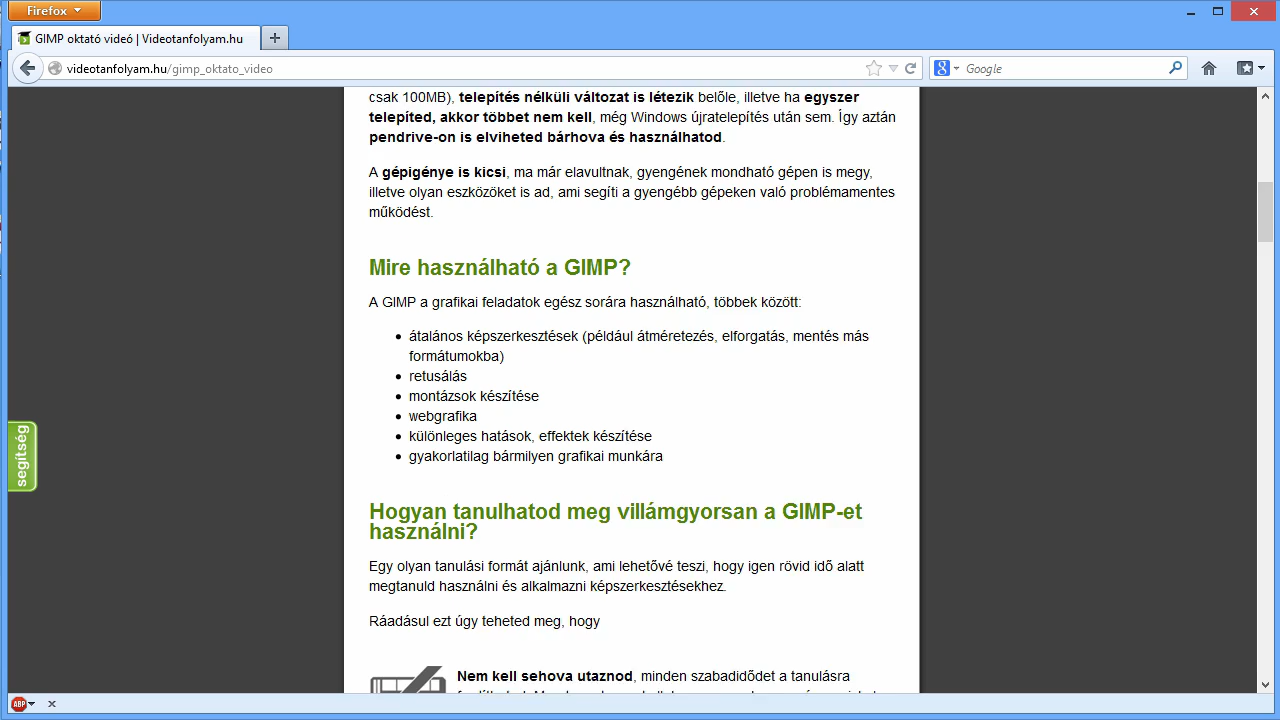 Firefox
GIMP oktató videó | Videotanfolyam.hu
videotanfolyam.hu/gimp_oktato_video
Google
csak 100MB), telepítés nélküli változat is létezik belőle, illetve ha egyszer
telepíted, akkor többet nem kell, még Windows újratelepítés után sem. Így aztán
pendrive-on is elviheted bárhova és használhatod.
A gépigénye is kicsi, ma már elavultnak, gyengének mondható gépen is megy,
illetve olyan eszközöket is ad, ami segíti a gyengébb gépeken való problémamentes
működést.
Mire használható a GIMP?
A GIMP a grafikai feladatok egész sorára használható, többek között:
átalános képszerkesztések (például átméretezés, elforgatás, mentés más
formátumokba)
retusálás
montázsok készítése
webgrafika
különleges hatások, effektek készítése
gyakorlatilag bármilyen grafikai munkára
segítség
Hogyan tanulhatod meg villámgyorsan a GIMP-et
használni?
Egy olyan tanulási formát ajánlunk, ami lehetővé teszi, hogy igen rövid idő alatt
megtanuld használni és alkalmazni képszerkesztésekhez.
Ráadásul ezt úgy teheted meg, hogy
Nem kell sehova utaznod, minden szabadidődet a tanulásra
ABP